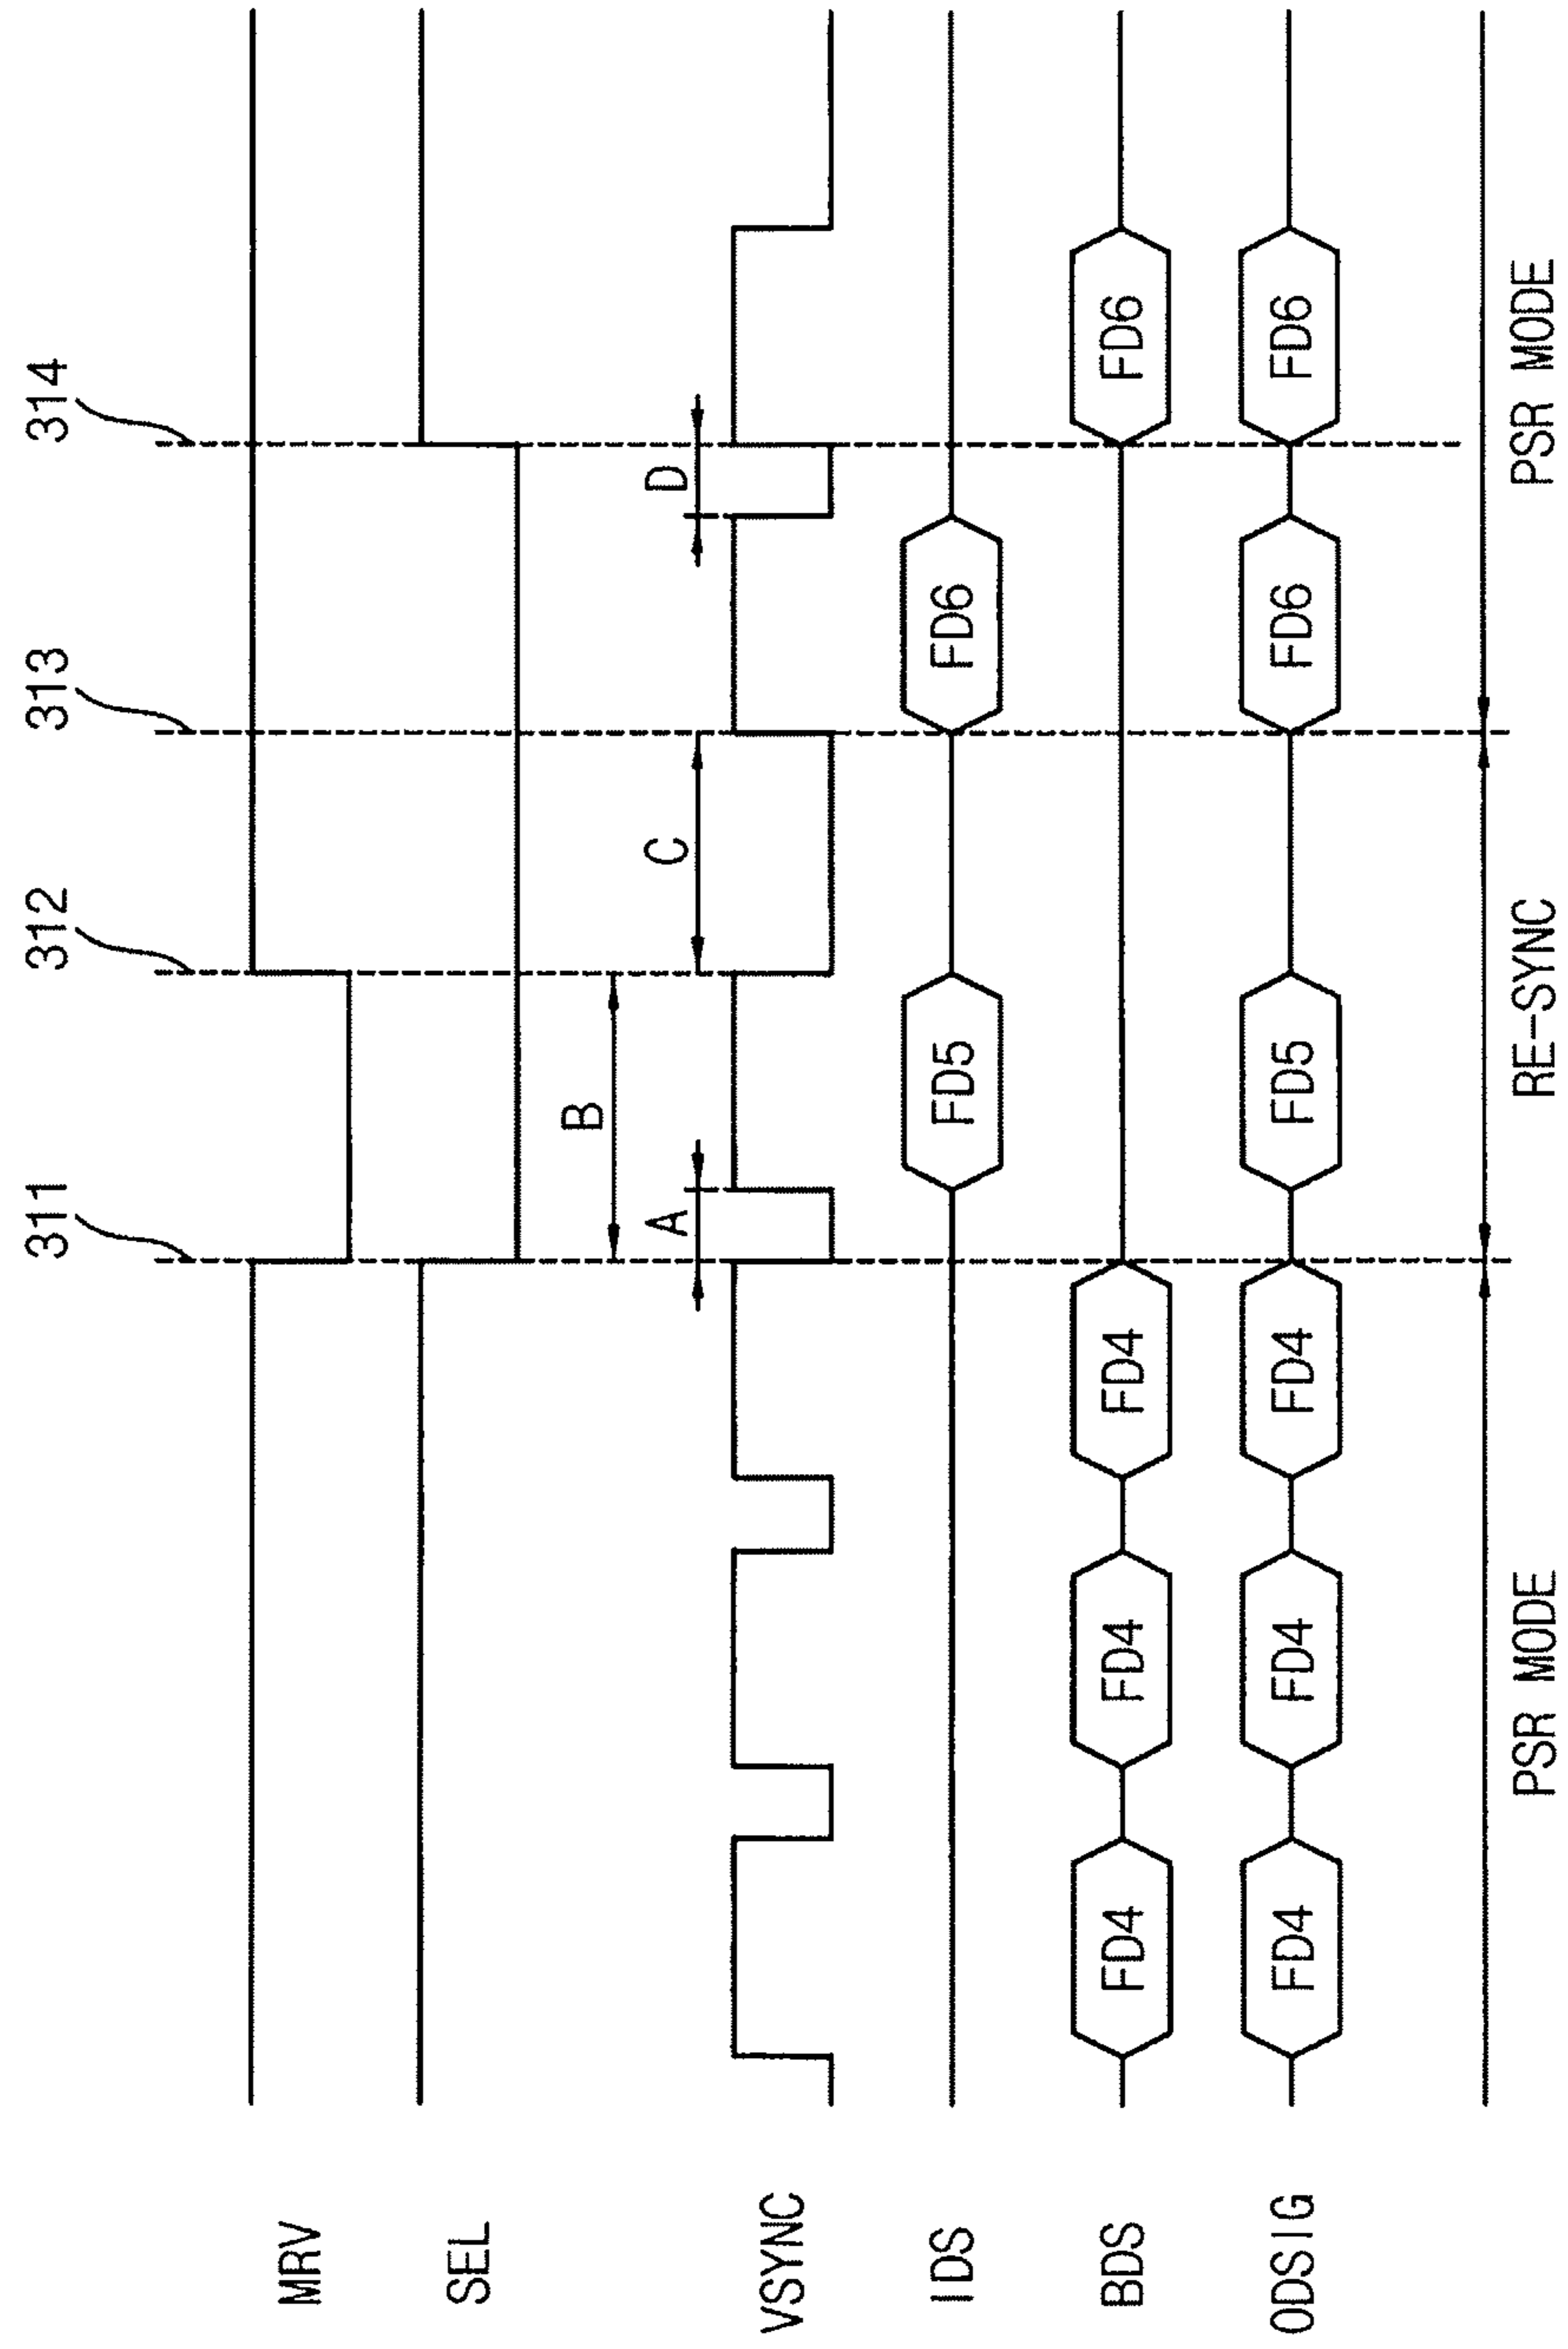 311
312
313
314
MRV
SEL
B
A
C
D
VSYNC
IDS
FD5
FD6
BDS
FD4
FD4
FD4
FD6
ODSIG
FD4
FD4
FD4
FD5
FD6
FD6
PSR MODE
RE-SYNC
PSR MODE